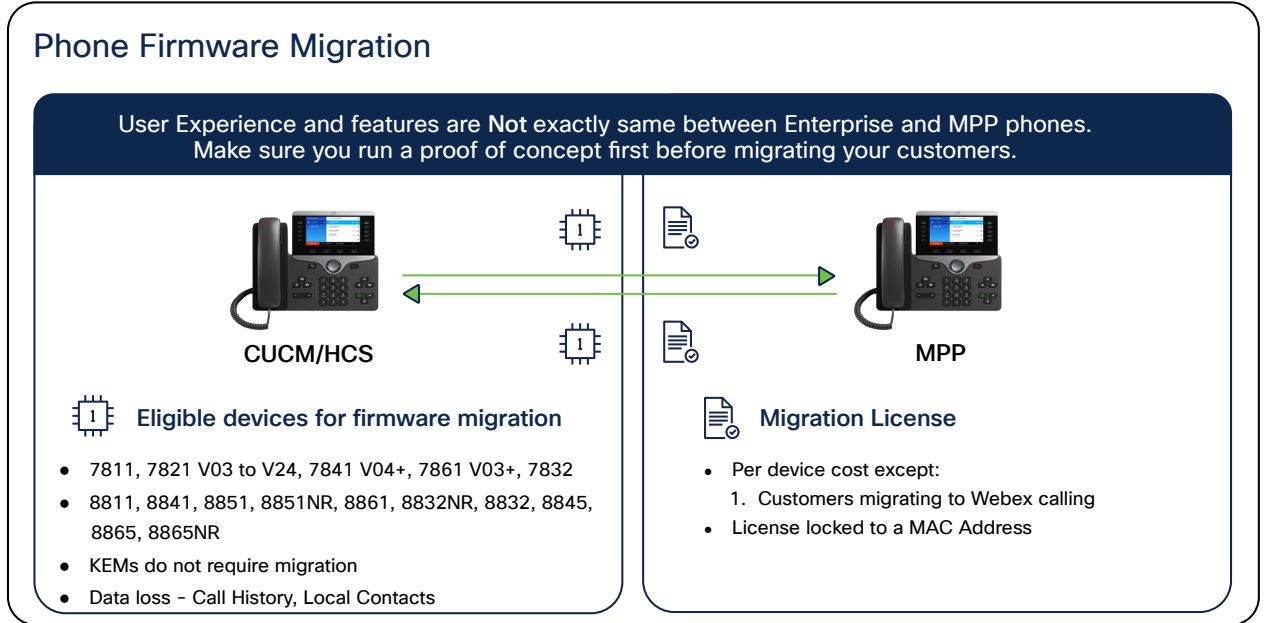 Phone Firmware Migration
User Experience and features are Not exactly same between Enterprise and MPP phones.
Make sure you run a proof of concept first before migrating your customers.
1
1
CUCM/HCS
MPP
1 Eligible devices for firmware migration
• 7811, 7821 V03 to V24, 7841 V04+, 7861 V03+, 7832
• 8811, 8841, 8851, 8851NR, 8861, 8832NR, 8832, 8845,
8865, 8865NR
• KEMs do not require migration
• Data loss - Call History, Local Contacts
Migration License
• Per device cost except:
1. Customers migrating to Webex calling
• License locked to a MAC Address